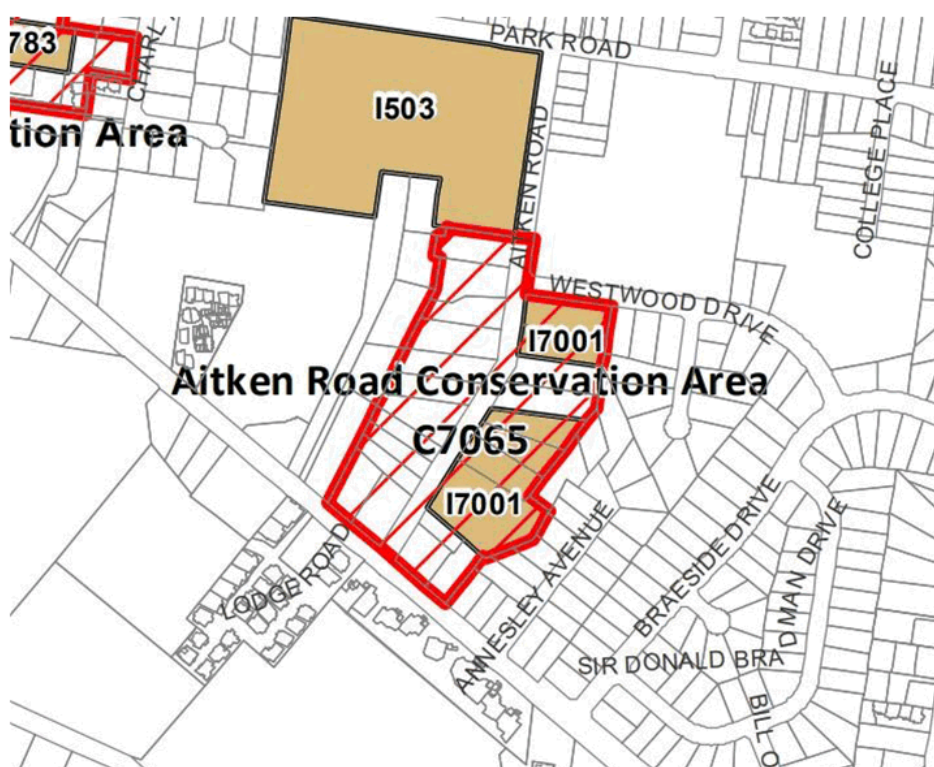 783
CHARL
tion Area
PARK ROAD
I503
AITKEN ROAD
COLLEGE PLACE
WESTWOOD DRIVE
I7001
Aitken Road Conservation Area
C7065
I7001
LODGE ROAD
ANNESLEY AVENUE
BRAESIDE DRIVE
SIR DONALD BRA
DMAN DRIVE
BILL O